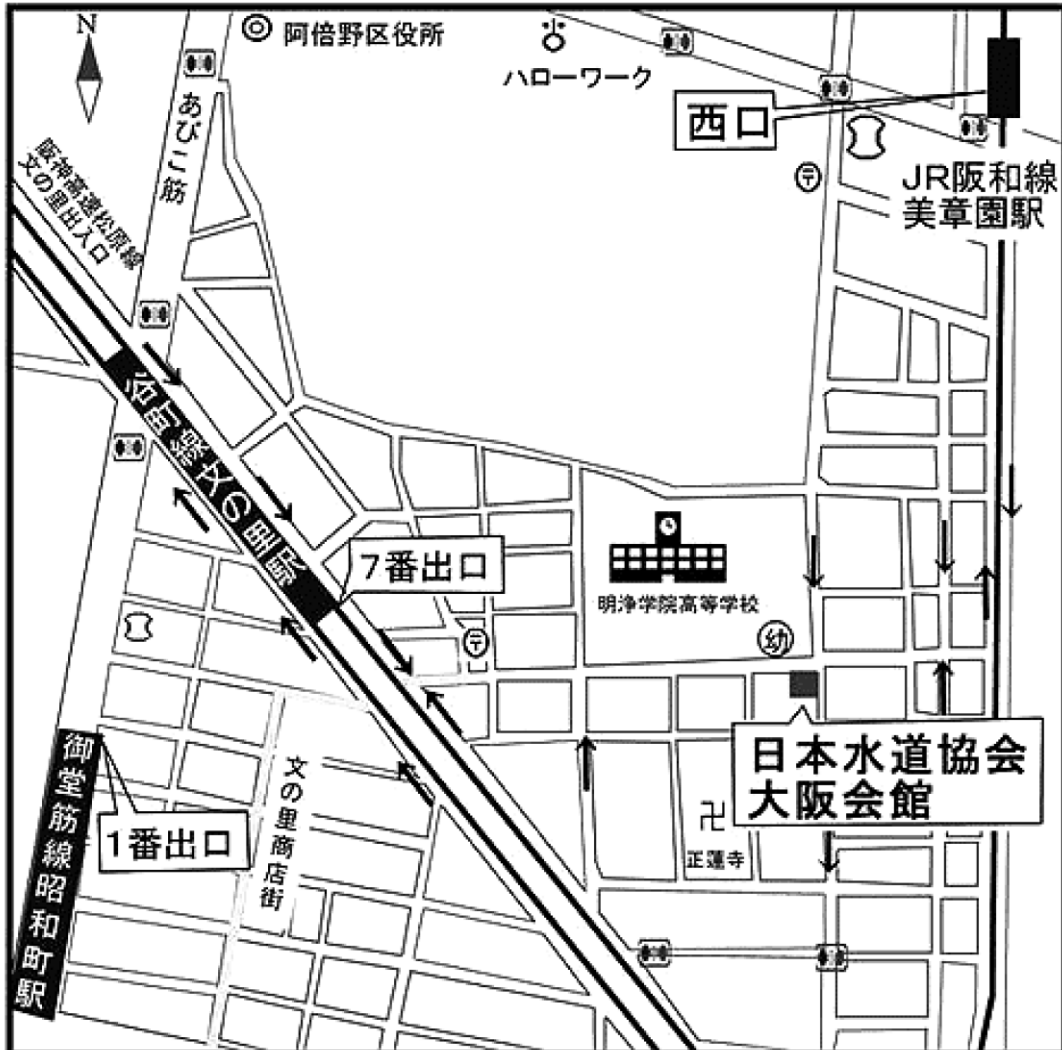 N
阿倍野区役所
ハローワーク
西口
あびこ筋
阪神高速松原線
文の里出入口
〒
JR阪和線
美章園駅
谷町線文の里駅
7番出口
明浄学院高等学校
幼
〒
日本水道協会
大阪会館
御堂筋線昭和町駅
1番出口
文の里商店街
卍
正蓮寺